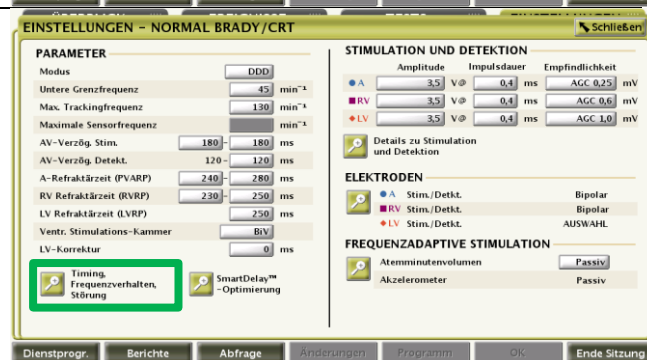 EINSTELLUNGEN - NORMAL BRADY/CRT
Schließen
PARAMETER
Modus DDD
Untere Grenzfrequenz 45 min⁻¹
Max. Trackingfrequenz 130 min⁻¹
Maximale Sensorfrequenz min⁻¹
AV-Verzög. Stim. 180 - 180 ms
AV-Verzög. Detekt. 120 - 120 ms
A-Refraktärzeit (PVARP) 240 - 280 ms
RV Refraktärzeit (RVRP) 230 - 250 ms
LV Refraktärzeit (LVRP) 250 ms
Ventr. Stimulations-Kammer BiV
LV-Korrektur 0 ms
Timing,
Frequenzverhalten,
Störung
SmartDelay™
-Optimierung
STIMULATION UND DETEKTION
Amplitude Impulsdauer Empfindlichkeit
A 3,5 V@ 0,4 ms AGC 0,25 mV
RV 3,5 V@ 0,4 ms AGC 0,6 mV
LV 3,5 V@ 0,4 ms AGC 1,0 mV
Details zu Stimulation
und Detektion
ELEKTRODEN
A Stim./Detkt. Bipolar
RV Stim./Detkt. Bipolar
LV Stim./Detkt. AUSWAHL
FREQUENZADAPTIVE STIMULATION
Atemminutenvolumen Passiv
Akzelerometer Passiv
Dienstprogr. Berichte Abfrage Änderungen Programm OK Ende Sitzung